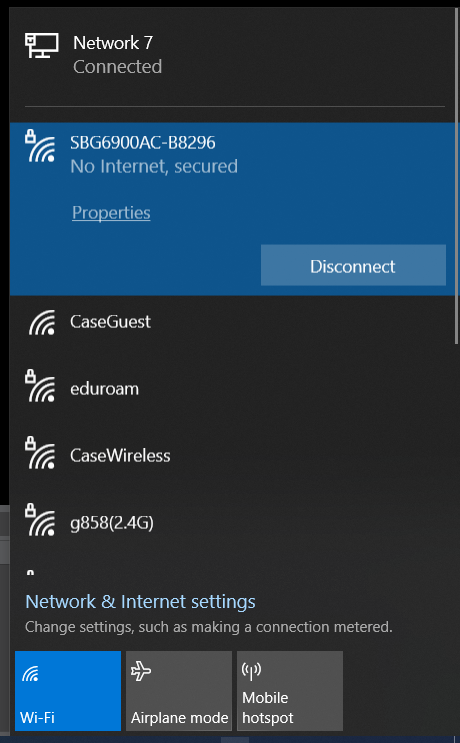 Network 7
Connected
SBG6900AC-B8296
No Internet, secured
Properties
Disconnect
CaseGuest
eduroam
CaseWireless
g858(2.4G)
Network & Internet settings
Change settings, such as making a connection metered.
Wi-Fi
Airplane mode
Mobile
hotspot